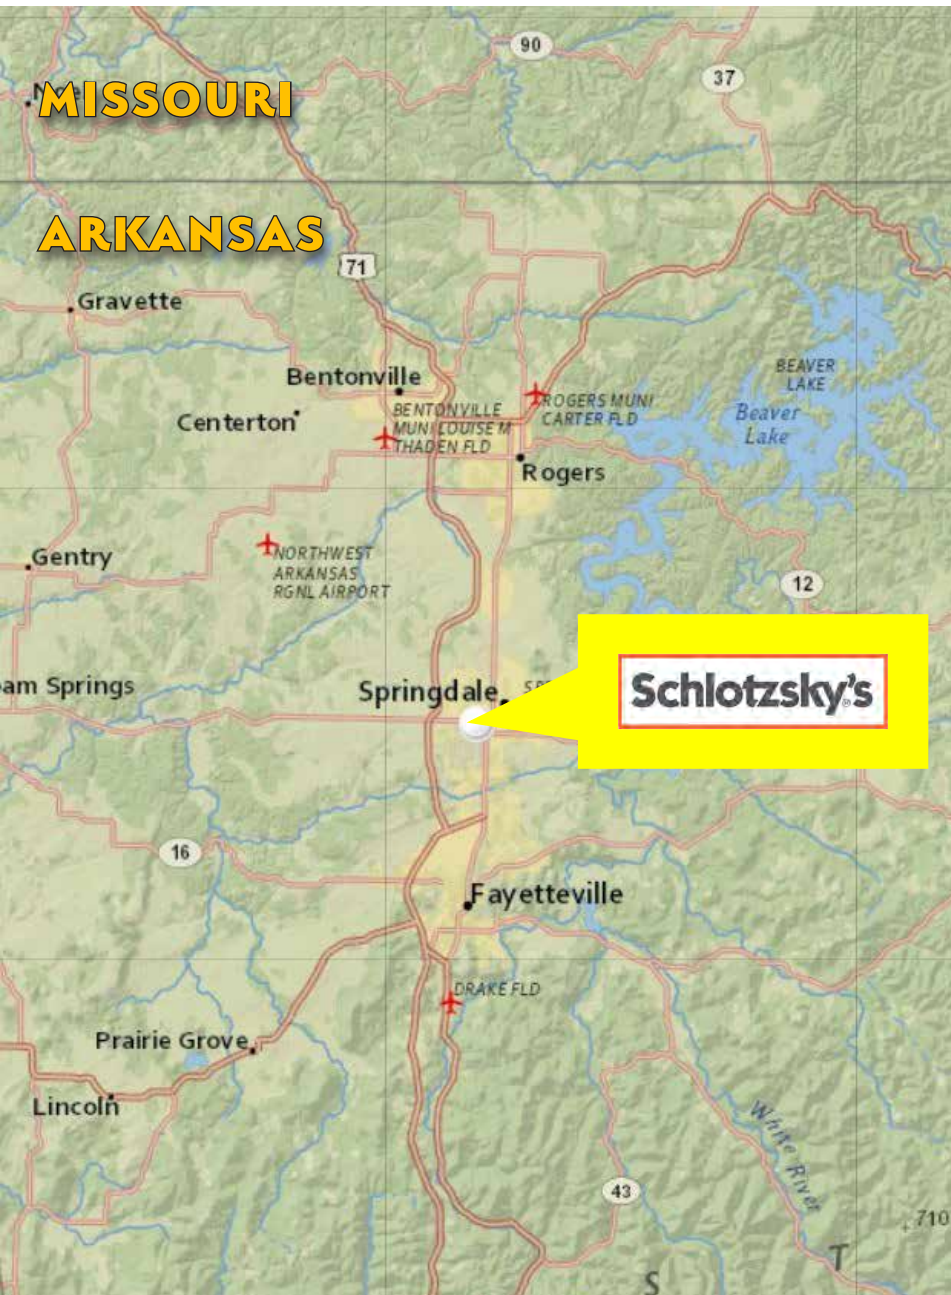 90
37
MISSOURI
ARKANSAS
71
Gravette
BEAVER
LAKE
Bentonville
ROGERS MUNI
CARTER FLD
BENTONVILLE
MUNI LOUISE M
THADEN FLD
Centerton
Beaver
Lake
Rogers
NORTHWEST
ARKANSAS
RGNL AIRPORT
Gentry
12
Springdale
Schlotzsky's
am Springs
16
Fayetteville
DRAKE FLD
Prairie Grove
Lincoln
White River
43
710
T
S